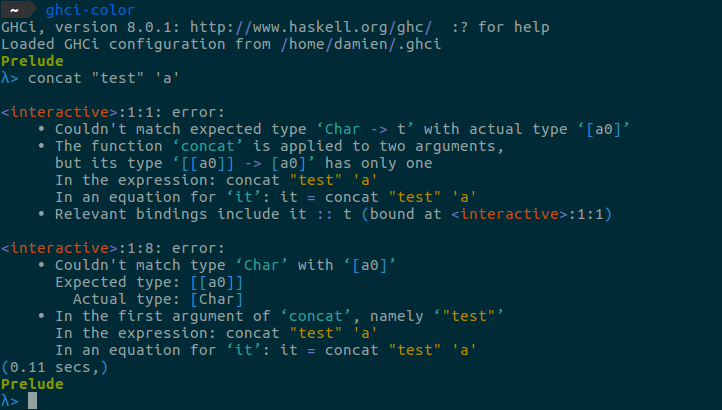 ~ ghci-color
GHCi, version 8.0.1: http://www.haskell.org/ghc/  :? for help
Loaded GHCi configuration from /home/damien/.ghci
Prelude
λ> concat "test" 'a'
<interactive>:1:1: error:
    • Couldn't match expected type ‘Char -> t’ with actual type ‘[a0]’
    • The function ‘concat’ is applied to two arguments,
      but its type ‘[[a0]] -> [a0]’ has only one
      In the expression: concat "test" 'a'
      In an equation for ‘it’: it = concat "test" 'a'
    • Relevant bindings include it :: t (bound at <interactive>:1:1)
<interactive>:1:8: error:
    • Couldn't match type ‘Char’ with ‘[a0]’
      Expected type: [[a0]]
        Actual type: [Char]
    • In the first argument of ‘concat’, namely ‘"test"’
      In the expression: concat "test" 'a'
      In an equation for ‘it’: it = concat "test" 'a'
(0.11 secs,)
Prelude
λ>